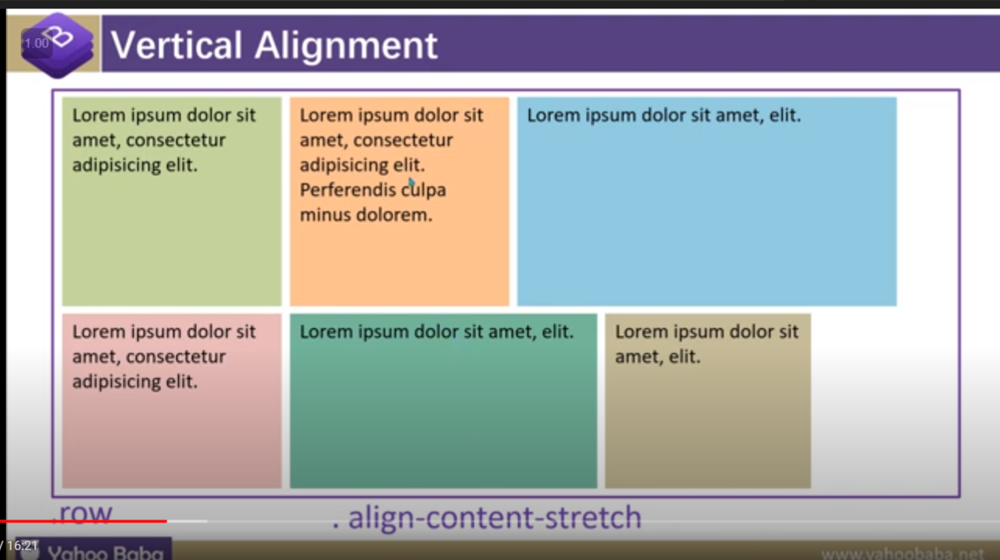 1.00
B
Vertical Alignment
Lorem ipsum dolor sit
amet, consectetur
adipisicing elit.
Lorem ipsum dolor sit
amet, consectetur
adipisicing elit.
Perferendis culpa
minus dolorem.
Lorem ipsum dolor sit amet, elit.
Lorem ipsum dolor sit
amet, consectetur
adipisicing elit.
Lorem ipsum dolor sit amet, elit.
Lorem ipsum dolor sit
amet, elit.
.row
. align-content-stretch
/ 16:21
Yahoo Baba
www.yahoobaba.net